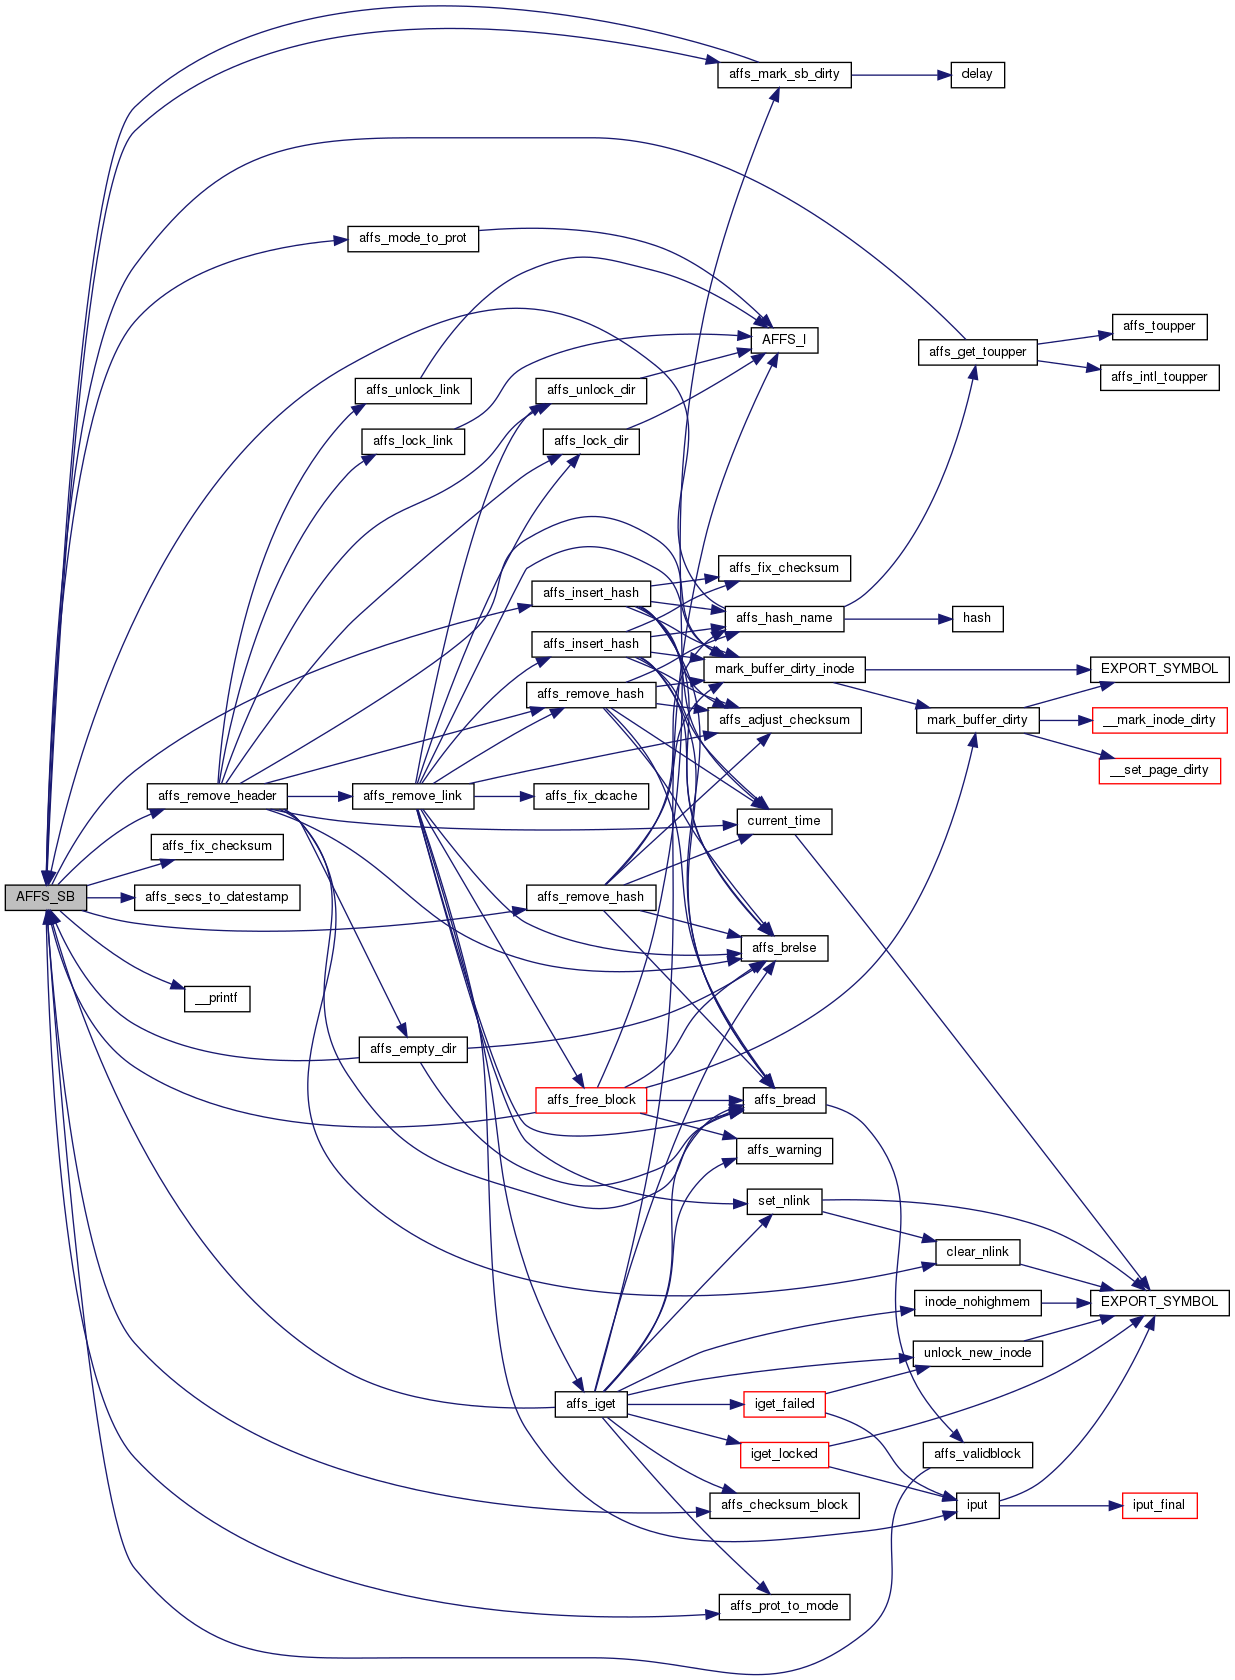 affs_mark_sb_dirty
delay
affs_mode_to_prot
AFFS_I
affs_toupper
affs_get_toupper
affs_intl_toupper
affs_unlock_link
affs_unlock_dir
affs_lock_link
affs_lock_dir
affs_fix_checksum
affs_insert_hash
affs_hash_name
hash
affs_insert_hash
mark_buffer_dirty_inode
EXPORT_SYMBOL
affs_remove_hash
affs_adjust_checksum
mark_buffer_dirty
__mark_inode_dirty
__set_page_dirty
affs_remove_header
affs_remove_link
affs_fix_dcache
current_time
affs_fix_checksum
AFFS_SB
affs_secs_to_datestamp
affs_remove_hash
affs_brelse
__printf
affs_empty_dir
affs_free_block
affs_bread
affs_warning
set_nlink
clear_nlink
inode_nohighmem
EXPORT_SYMBOL
unlock_new_inode
affs_iget
iget_failed
iget_locked
affs_validblock
affs_checksum_block
iput
iput_final
affs_prot_to_mode